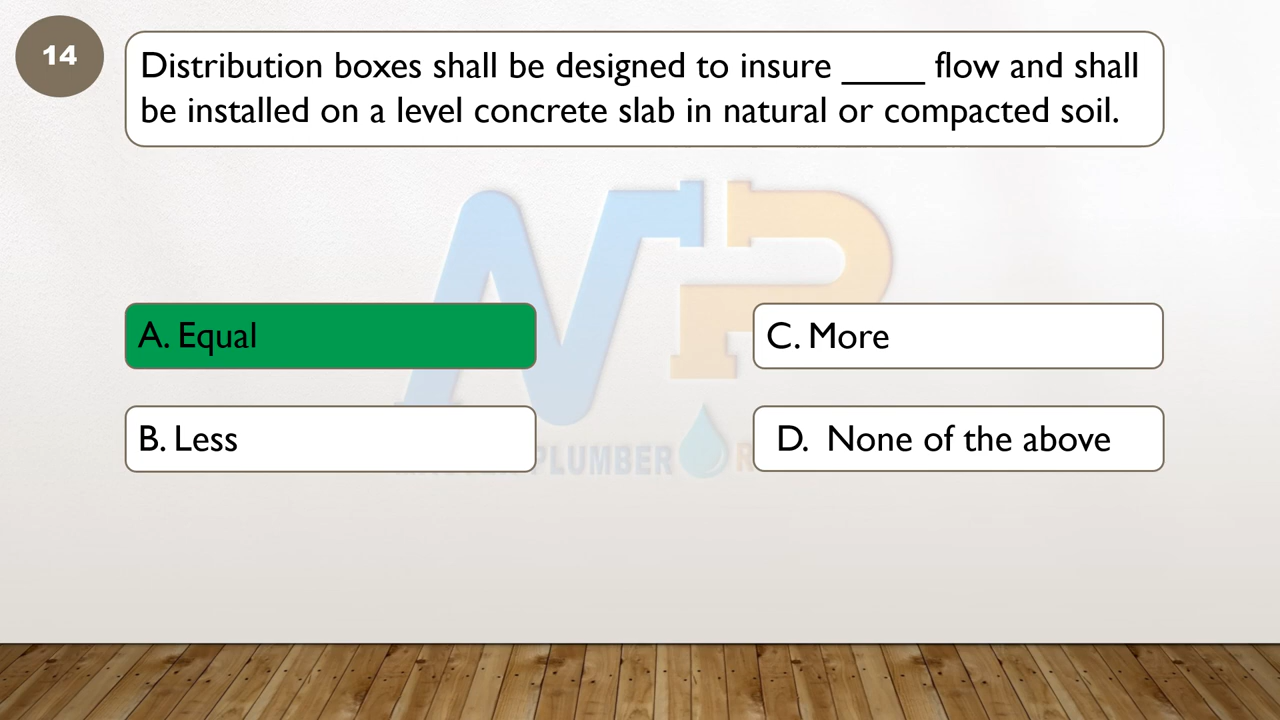 14
Distribution boxes shall be designed to insure _____ flow and shall
be installed on a level concrete slab in natural or compacted soil.
A. Equal
C. More
B. Less
D. None of the above
PLUMBER